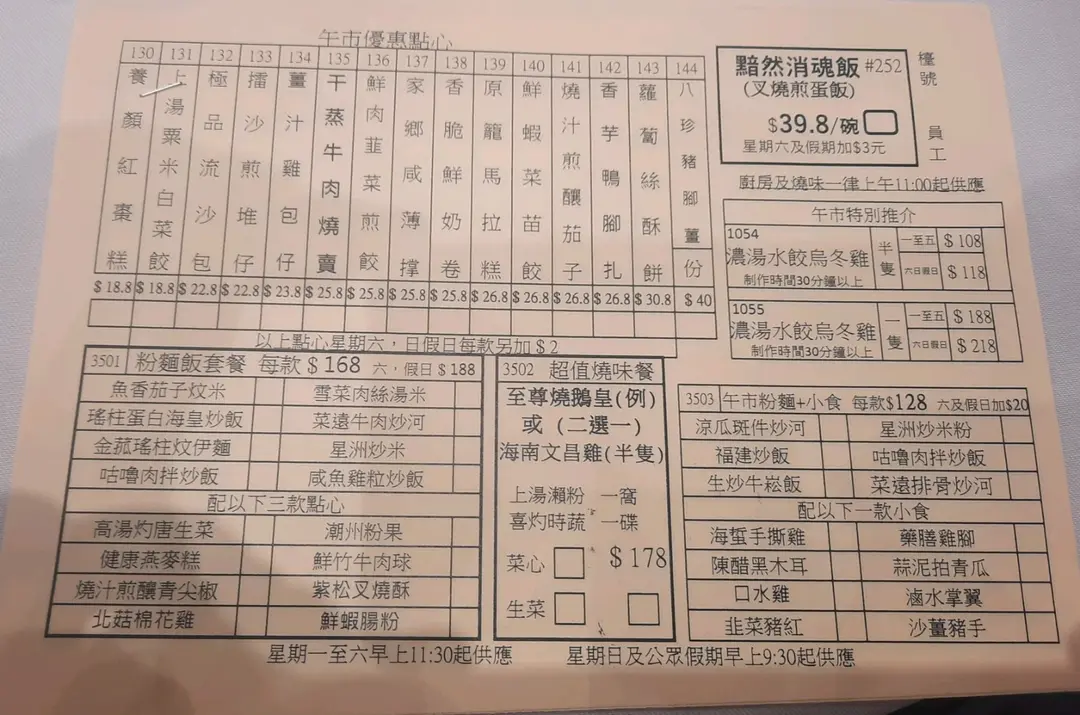 午市優惠點心
130 131 132 133 134 135 136 137 138 139 140 141 142 143 144
養顏紅棗糕
上湯粟米白菜餃
極品流沙包
擂沙煎堆仔
薑汁雞包仔
干蒸牛肉燒賣
鮮肉韮菜煎餃
家鄉咸薄撐
香脆鮮奶卷
原籠馬拉糕
鮮蝦菜苗餃
燒汁煎釀茄子
香芋鴨腳扎
蘿蔔絲酥餅
八珍豬腳薑 份
$ 18.8 $ 18.8 $ 22.8 $ 22.8 $ 23.8 $ 25.8 $ 25.8 $ 25.8 $ 25.8 $ 26.8 $ 26.8 $ 26.8 $ 26.8 $ 30.8 $ 40
以上點心星期六，日假日每款另加 $ 2
黯然消魂飯 #252
(叉燒煎蛋飯)
$39.8/碗
星期六及假期加$3元
檯號
員工
廚房及燒味一律上午11:00起供應
午市特別推介
1054
濃湯水餃烏冬雞
制作時間30分鐘以上
半隻
一至五 $ 108
六日假日 $ 118
1055
濃湯水餃烏冬雞
制作時間30分鐘以上
一隻
一至五 $ 188
六日假日 $ 218
3501 粉麵飯套餐 每款 $ 168 六，假日 $ 188
魚香茄子炆米 雪菜肉絲湯米
瑤柱蛋白海皇炒飯 菜遠牛肉炒河
金菰瑤柱炆伊麵 星洲炒米
咕嚕肉拌炒飯 咸魚雞粒炒飯
配以下三款點心
高湯灼唐生菜 潮州粉果
健康燕麥糕 鮮竹牛肉球
燒汁煎釀青尖椒 紫松叉燒酥
北菇棉花雞 鮮蝦腸粉
3502 超值燒味餐
至尊燒鵝皇(例)
或 (二選一)
海南文昌雞(半隻)
上湯瀨粉 一窩
喜灼時蔬 一碟
菜心 $ 178
生菜
3503 午市粉麵+小食 每款$128 六及假日加$20
涼瓜斑件炒河 星洲炒米粉
福建炒飯 咕嚕肉拌炒飯
生炒牛崧飯 菜遠排骨炒河
配以下一款小食
海蜇手撕雞 藥膳雞腳
陳醋黑木耳 蒜泥拍青瓜
口水雞 滷水掌翼
韮菜豬紅 沙薑豬手
星期一至六早上11:30起供應 星期日及公眾假期早上9:30起供應